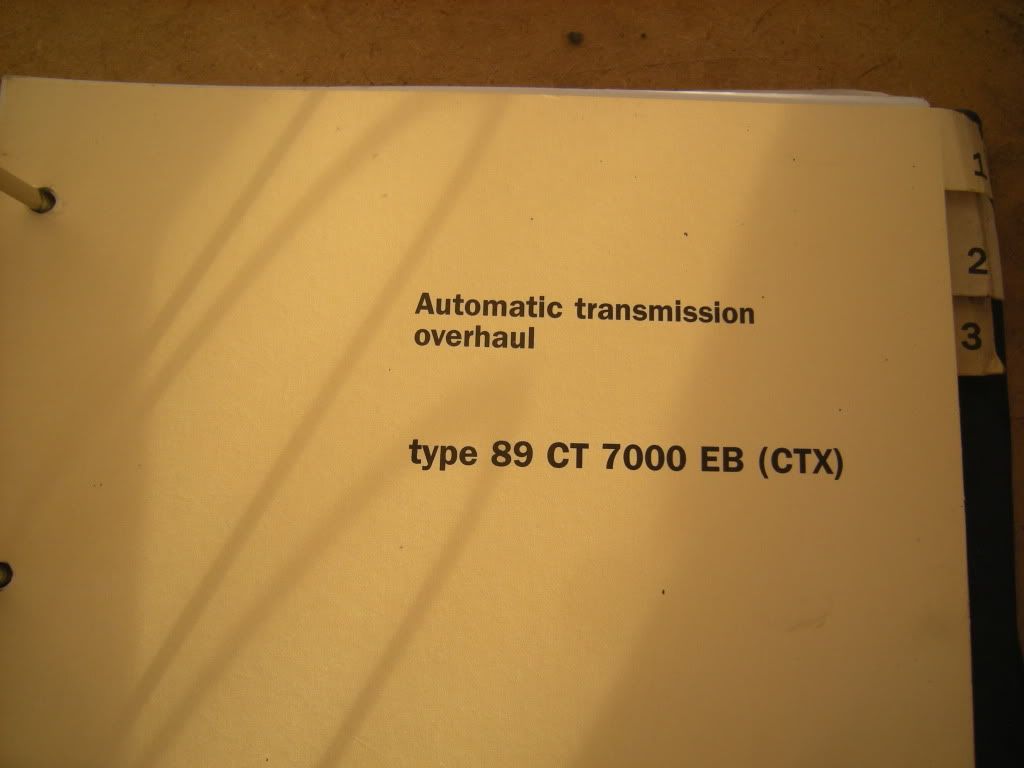 Automatic transmission
overhaul
type 89 CT 7000 EB (CTX)
1
2
3